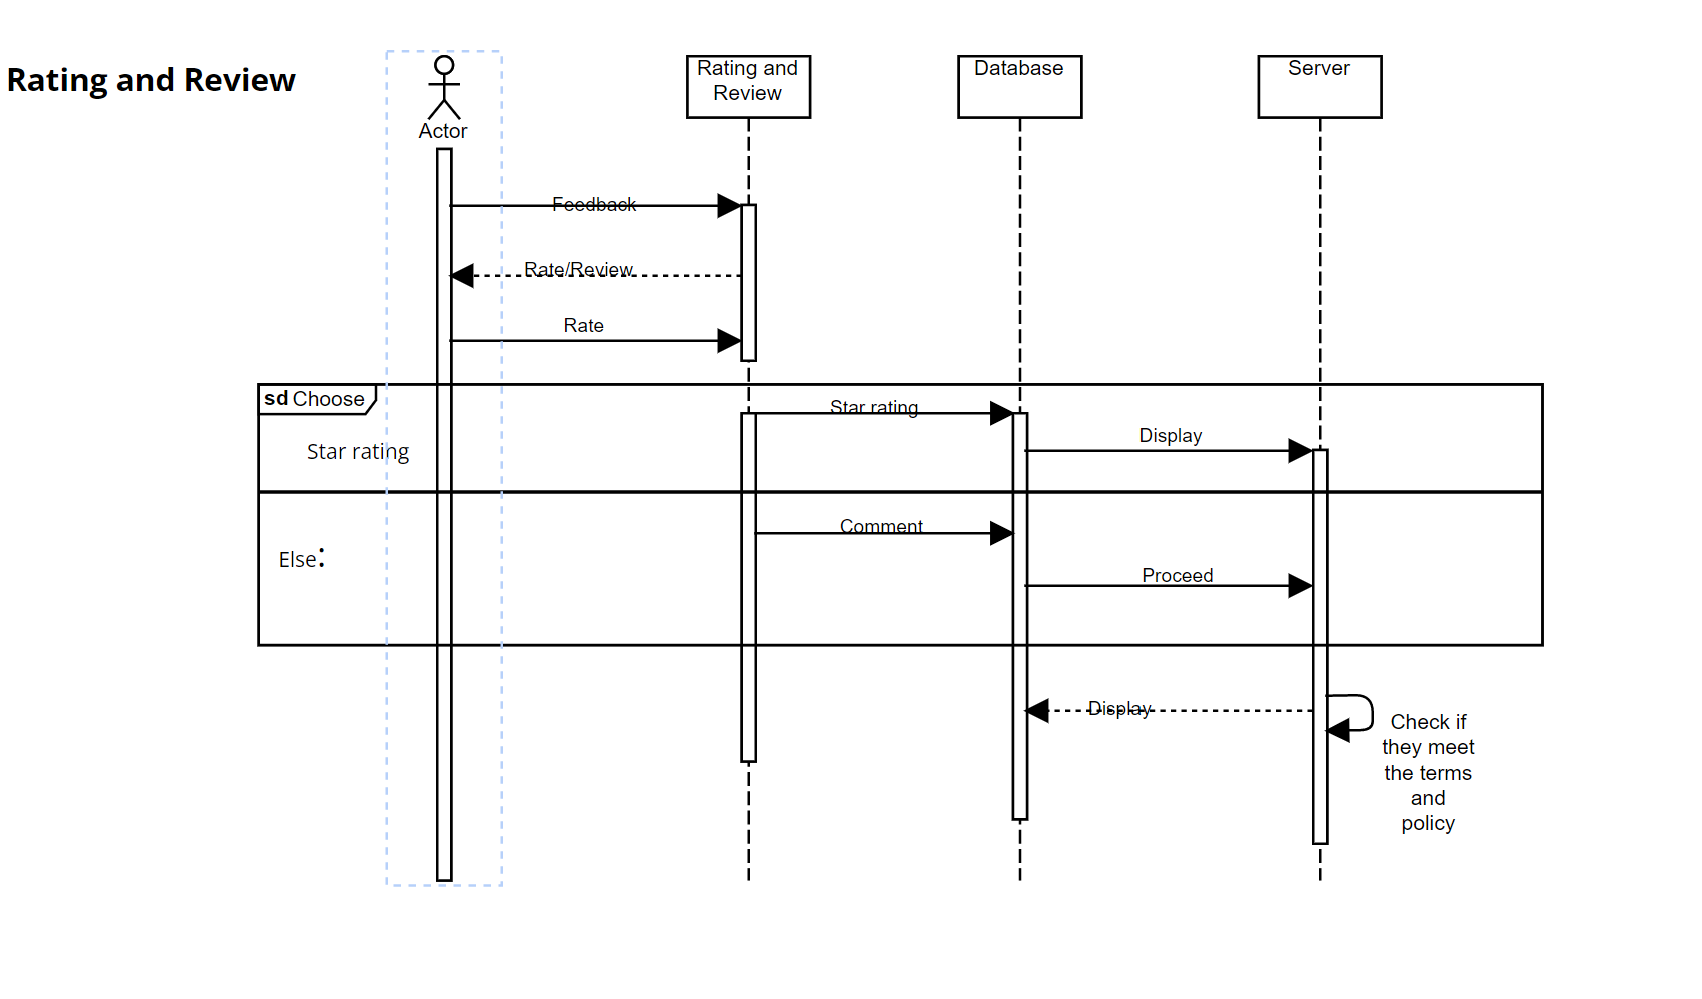 Rating and Review
Actor
Rating and
Review
Database
Server
Feedback
Rate/Review
Rate
sd Choose
Star rating
Star rating
Display
Comment
Else:
Proceed
Display
Check if
they meet
the terms
and
policy